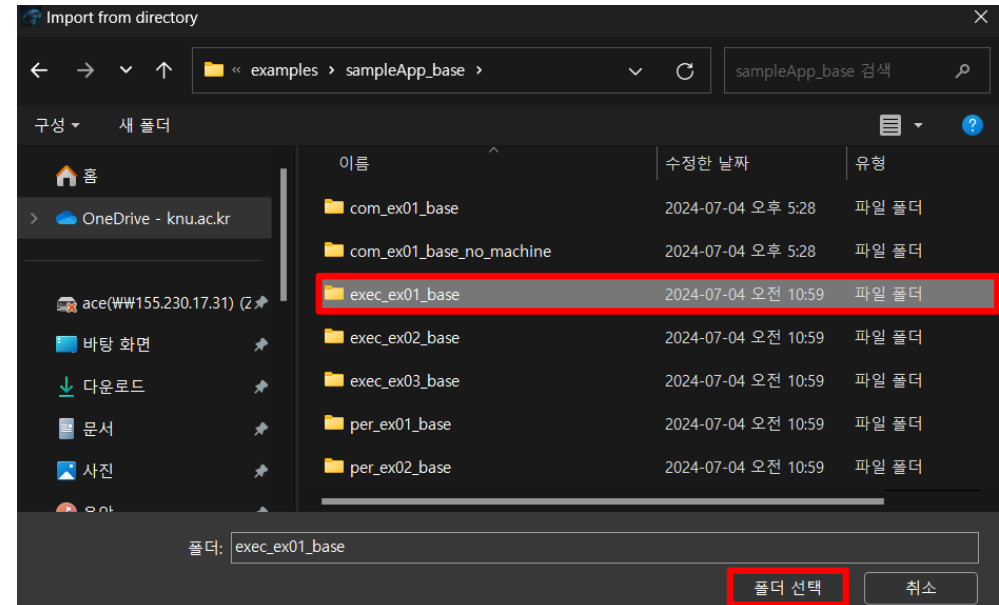 Import from directory
« examples › sampleApp_base ›
sampleApp_base 검색
구성
새 폴더
홈
OneDrive - knu.ac.kr
ace(₩₩155.230.17.31) (Z
바탕 화면
다운로드
문서
사진
이름 수정한 날짜 유형
com_ex01_base 2024-07-04 오후 5:28 파일 폴더
com_ex01_base_no_machine 2024-07-04 오후 5:28 파일 폴더
exec_ex01_base 2024-07-04 오전 10:59 파일 폴더
exec_ex02_base 2024-07-04 오전 10:59 파일 폴더
exec_ex03_base 2024-07-04 오전 10:59 파일 폴더
per_ex01_base 2024-07-04 오전 10:59 파일 폴더
per_ex02_base 2024-07-04 오전 10:59 파일 폴더
폴더: exec_ex01_base
폴더 선택 취소